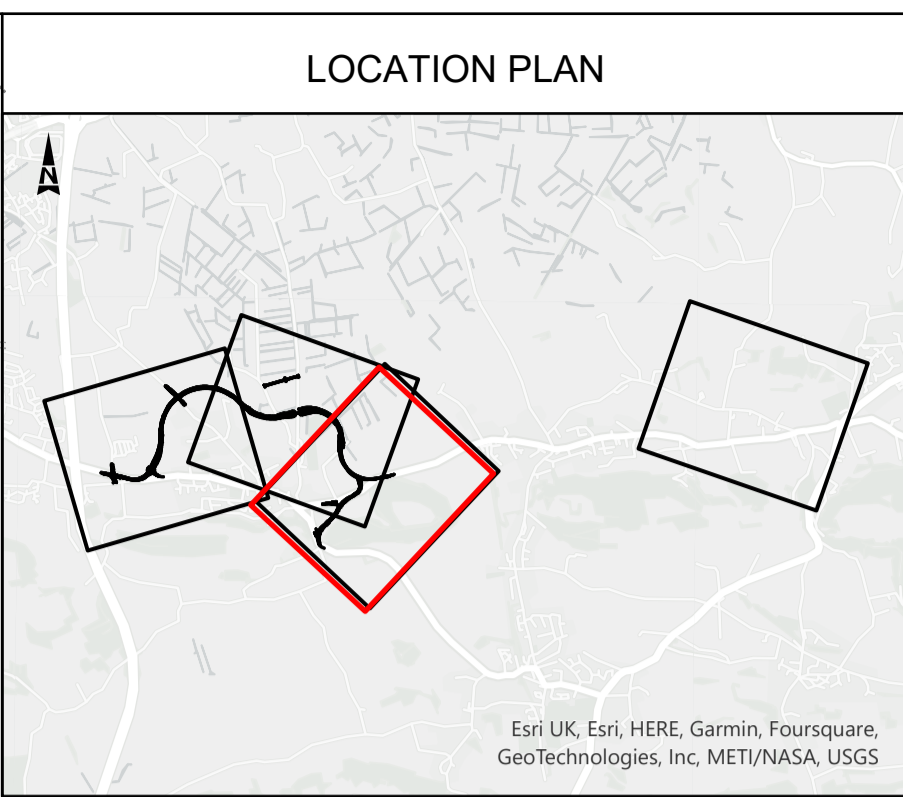 LOCATION PLAN
N
Esri UK, Esri, HERE, Garmin, Foursquare,
GeoTechnologies, Inc, METI/NASA, USGS